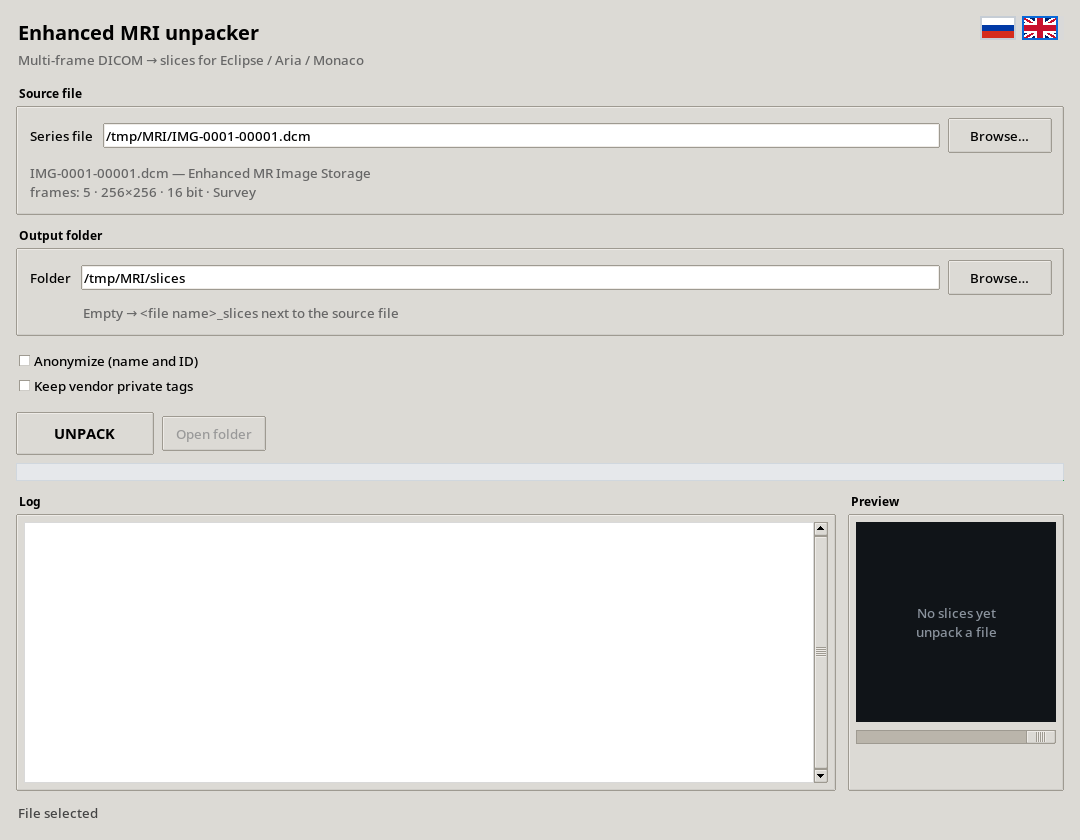 Enhanced MRI unpacker
Multi-frame DICOM → slices for Eclipse / Aria / Monaco
Source file
Series file /tmp/MRI/IMG-0001-00001.dcm Browse...
IMG-0001-00001.dcm — Enhanced MR Image Storage
frames: 5 · 256×256 · 16 bit · Survey
Output folder
Folder /tmp/MRI/slices Browse...
Empty → <file name>_slices next to the source file
Anonymize (name and ID)
Keep vendor private tags
UNPACK Open folder
Log Preview
No slices yet
unpack a file
File selected